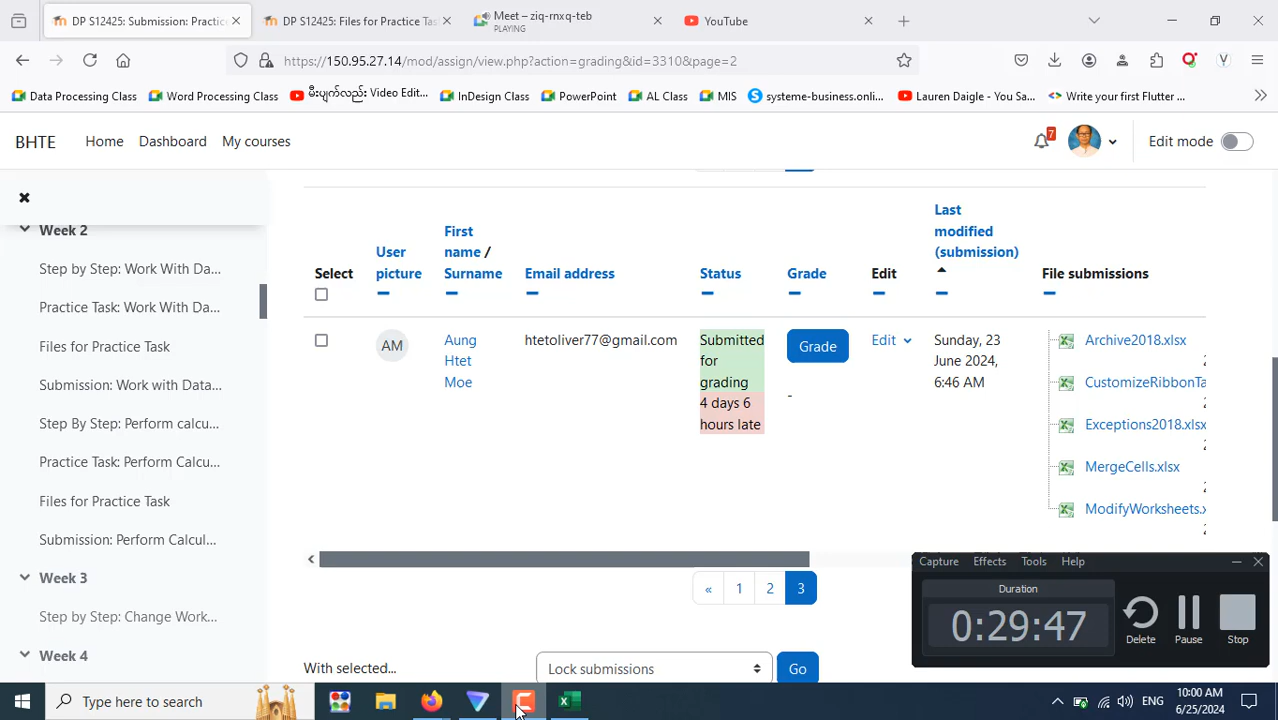 DP S12425: Submission: Practic
DP S12425: Files for Practice Tas
Meet – ziq-rnxq-teb
PLAYING
YouTube
https://150.95.27.14/mod/assign/view.php?action=grading&id=3310&page=2
Data Processing Class
Word Processing Class
မီးပျက်လည်း Video Edit...
InDesign Class
PowerPoint
AL Class
MIS
systeme-business.onli...
Lauren Daigle - You Sa...
Write your first Flutter ...
BHTE
Home
Dashboard
My courses
7
Edit mode
Week 2
Step by Step: Work With Da...
Practice Task: Work With Da...
Files for Practice Task
Submission: Work with Data...
Step By Step: Perform calcu...
Practice Task: Perform Calcu...
Files for Practice Task
Submission: Perform Calcul...
Week 3
Step by Step: Change Work...
Week 4
Select
User
picture
First
name /
Surname
Email address
Status
Grade
Edit
Last
modified
(submission)
File submissions
AM
Aung
Htet
Moe
htetoliver77@gmail.com
Submitted
for
grading
4 days 6
hours late
Grade
-
Edit
Sunday, 23
June 2024,
6:46 AM
Archive2018.xlsx
CustomizeRibbonTa
Exceptions2018.xlsx
MergeCells.xlsx
ModifyWorksheets.x
« 1 2 3
With selected...
Lock submissions
Go
Capture Effects Tools Help
Duration
0:29:47
Delete
Pause
Stop
Type here to search
ENG
10:00 AM
6/25/2024